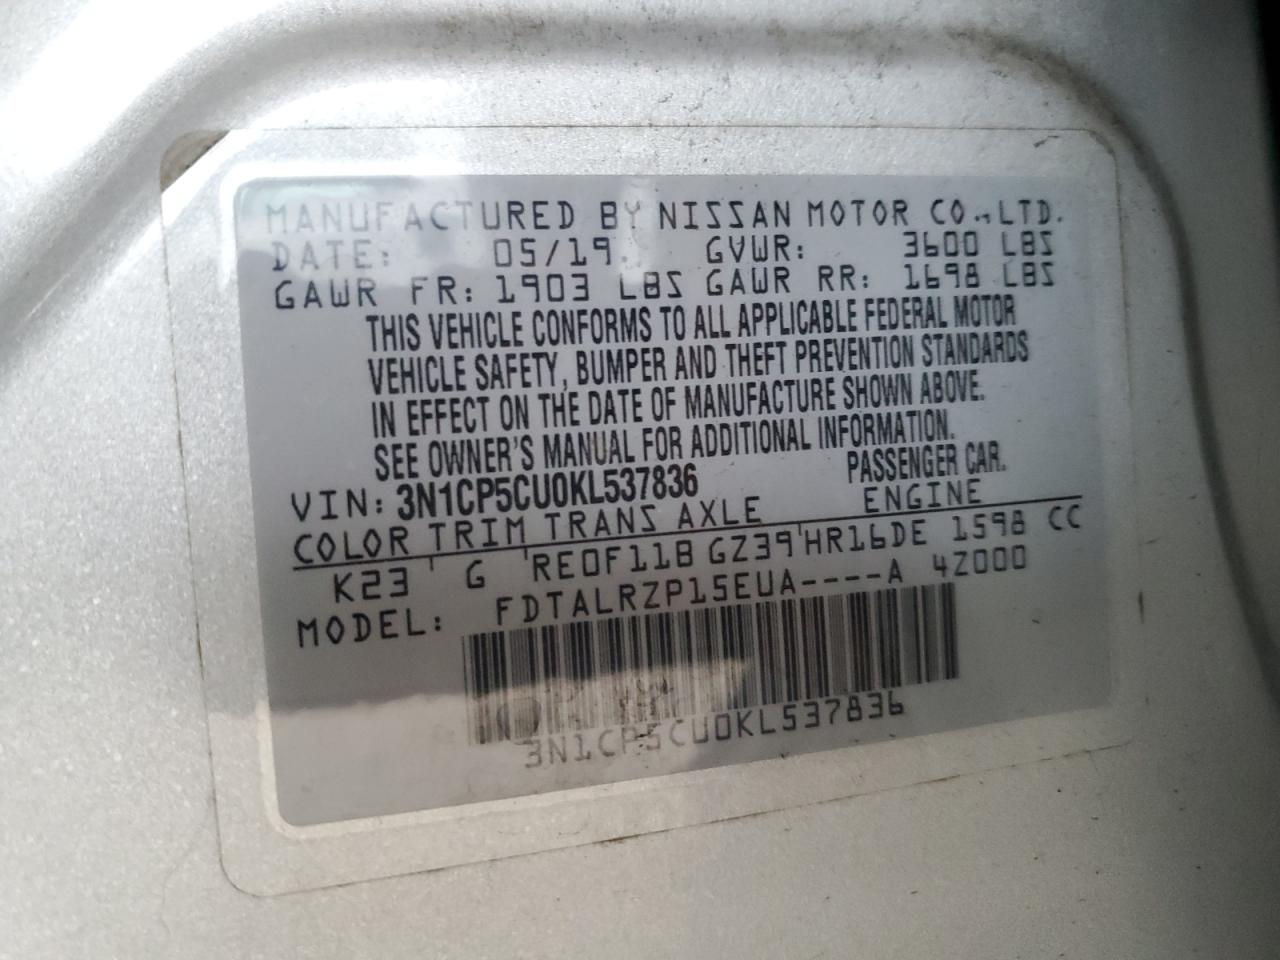 MANUFACTURED BY NISSAN MOTOR CO.,LTD.
DATE: 05/19 GVWR: 3600 LBS
GAWR FR: 1903 LBS GAWR RR: 1698 LBS
THIS VEHICLE CONFORMS TO ALL APPLICABLE FEDERAL MOTOR
VEHICLE SAFETY, BUMPER AND THEFT PREVENTION STANDARDS
IN EFFECT ON THE DATE OF MANUFACTURE SHOWN ABOVE.
SEE OWNER'S MANUAL FOR ADDITIONAL INFORMATION.
VIN: 3N1CP5CU0KL537836 PASSENGER CAR.
COLOR TRIM TRANS AXLE ENGINE
K23 G RE0F11B GZ39 HR16DE 1598 CC
MODEL: FDTALRZP15EUA----A 4Z000
3N1CP5CU0KL537836